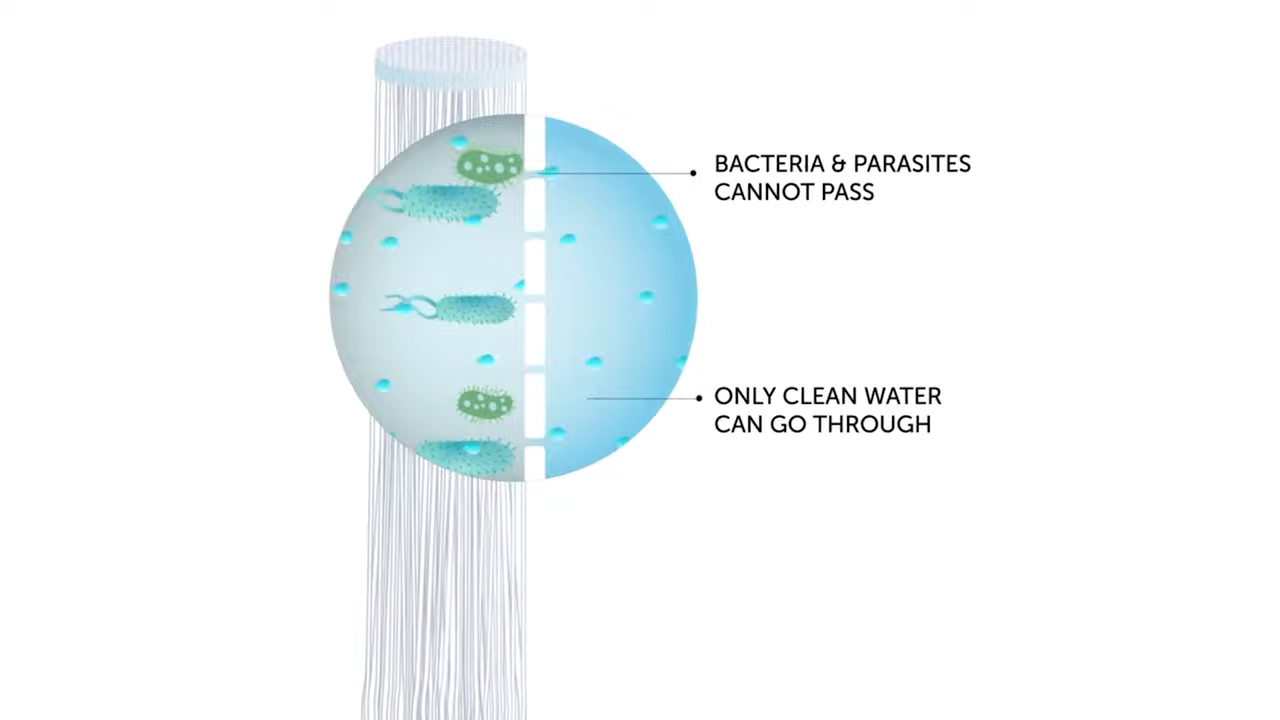 BACTERIA & PARASITES
CANNOT PASS
ONLY CLEAN WATER
CAN GO THROUGH